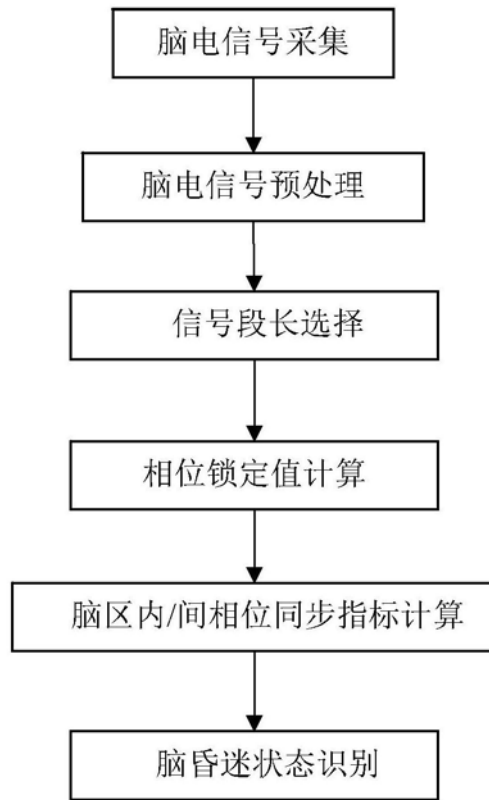 脑电信号采集
脑电信号预处理
信号段长选择
相位锁定值计算
脑区内/间相位同步指标计算
脑昏迷状态识别